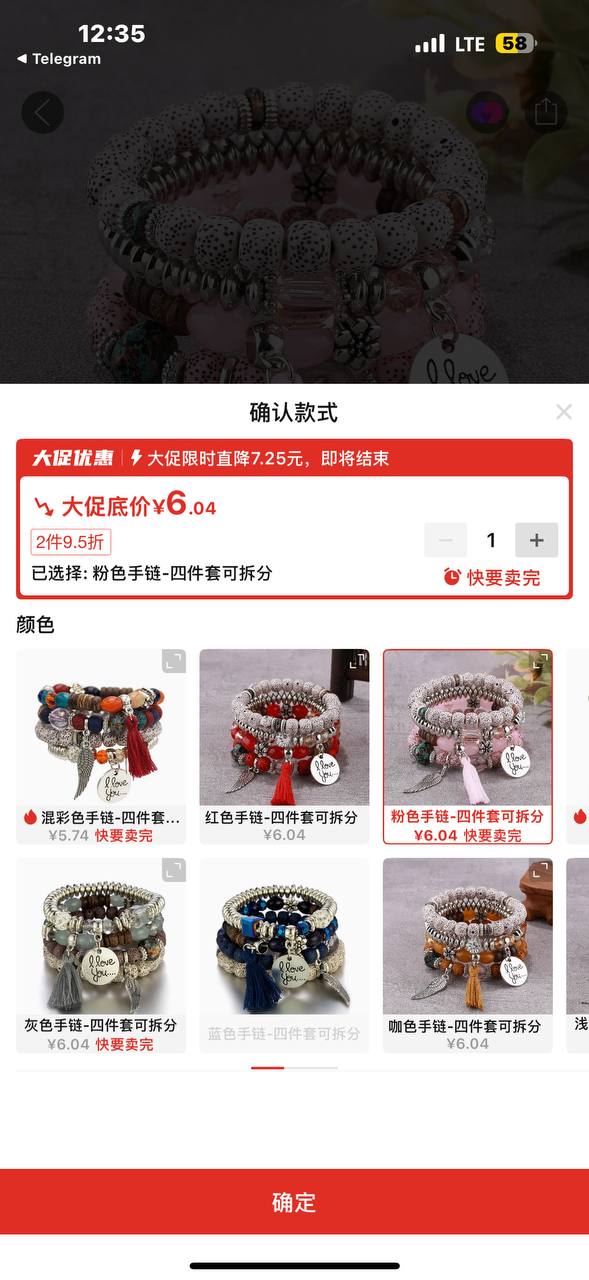 12:35
LTE 58
◀ Telegram
I love
确认款式
大促优惠 大促限时直降7.25元，即将结束
大促底价¥6.04
2件9.5折
1
已选择: 粉色手链-四件套可拆分
快要卖完
颜色
I love You...
混彩色手链-四件套...
¥5.74 快要卖完
I love You...
红色手链-四件套可拆分
¥6.04
I love You...
粉色手链-四件套可拆分
¥6.04 快要卖完
I love You....
灰色手链-四件套可拆分
¥6.04 快要卖完
I love You....
蓝色手链-四件套可拆分
I love You...
咖色手链-四件套可拆分
¥6.04
浅
确定